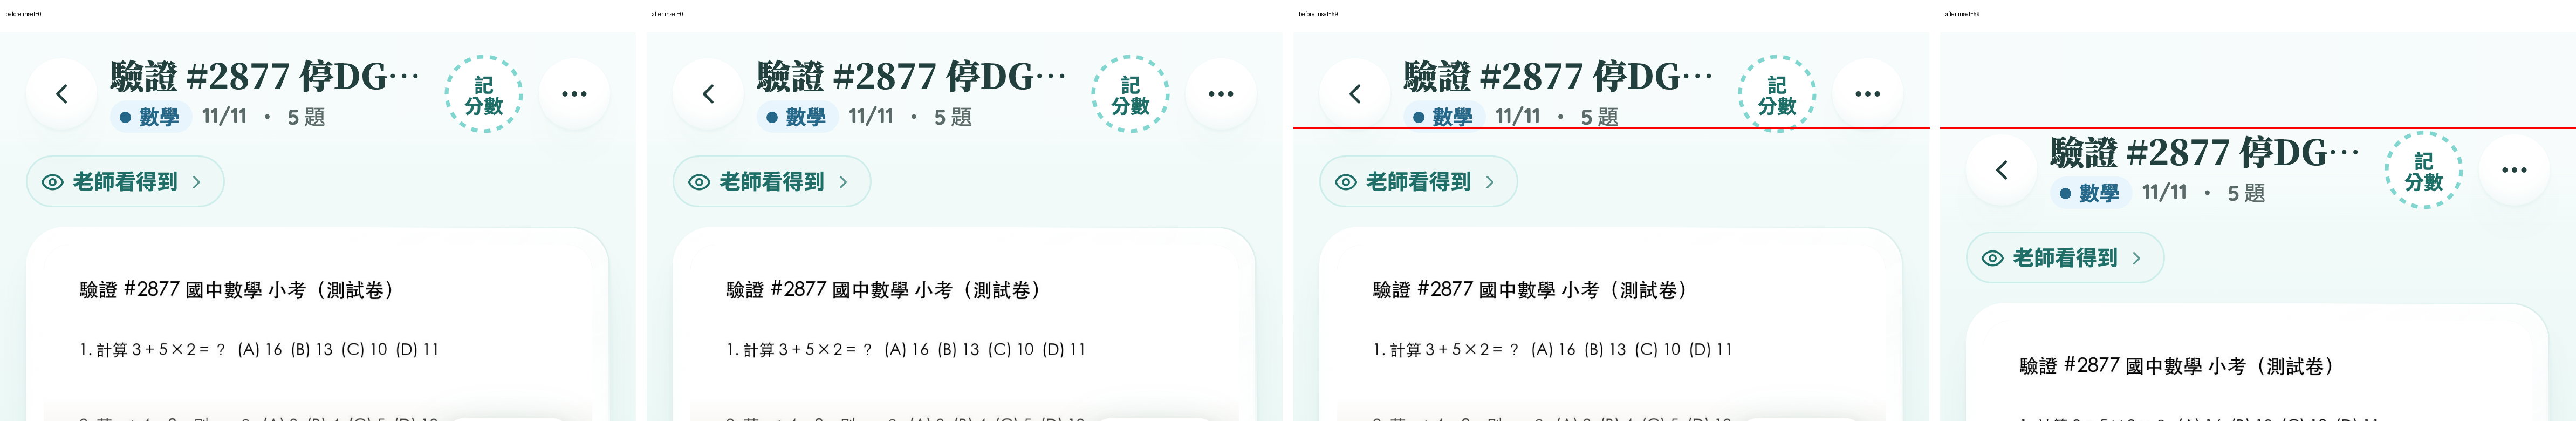 before inset=0
驗證 #2877 停DG…
記
分數
數學 11/11 · 5 題
老師看得到
驗證 #2877 國中數學 小考（測試卷）
1. 計算 3 + 5 × 2 = ？ (A) 16 (B) 13 (C) 10 (D) 11
after inset=0
驗證 #2877 停DG…
記
分數
數學 11/11 · 5 題
老師看得到
驗證 #2877 國中數學 小考（測試卷）
1. 計算 3 + 5 × 2 = ？ (A) 16 (B) 13 (C) 10 (D) 11
before inset=59
驗證 #2877 停DG…
記
分數
數學 11/11 · 5 題
老師看得到
驗證 #2877 國中數學 小考（測試卷）
1. 計算 3 + 5 × 2 = ？ (A) 16 (B) 13 (C) 10 (D) 11
after inset=59
驗證 #2877 停DG…
記
分數
數學 11/11 · 5 題
老師看得到
驗證 #2877 國中數學 小考（測試卷）